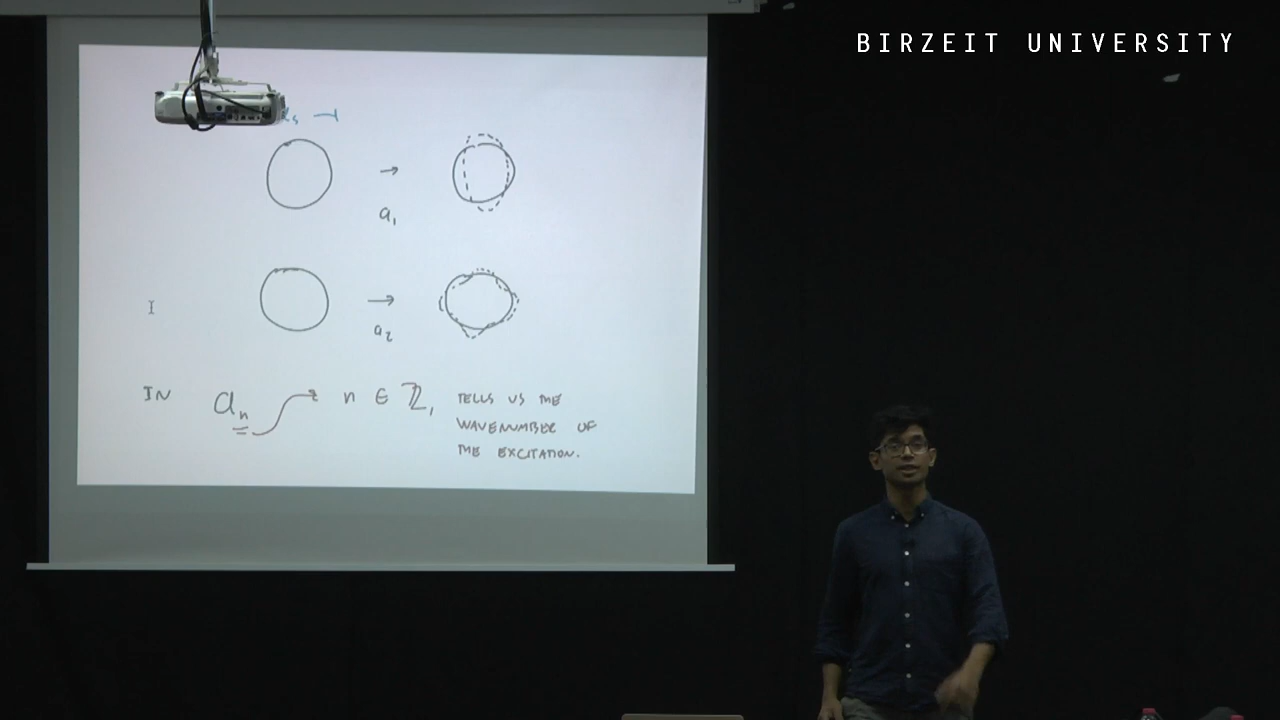 BIRZEIT UNIVERSITY
→
a₁
→
a₂
IN aₙ n ∈ ℤ, TELLS US THE
WAVENUMBER OF
THE EXCITATION.